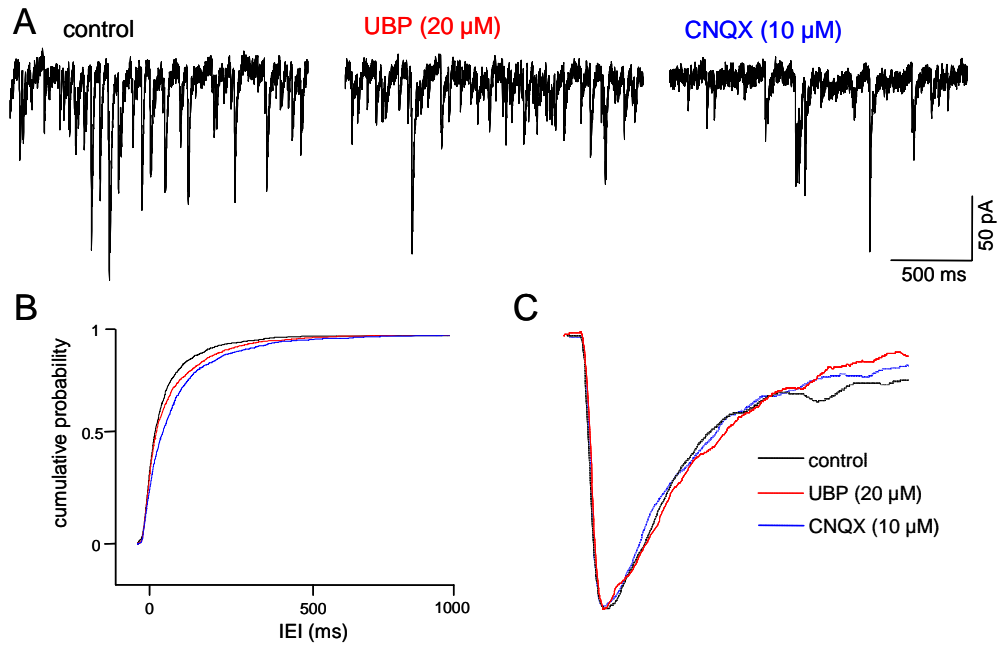 A
control
UBP (20 µM)
CNQX (10 µM)
50 pA
500 ms
B
C
cumulative probability
1
0.5
0
0
500
1000
IEI (ms)
control
UBP (20 µM)
CNQX (10 µM)